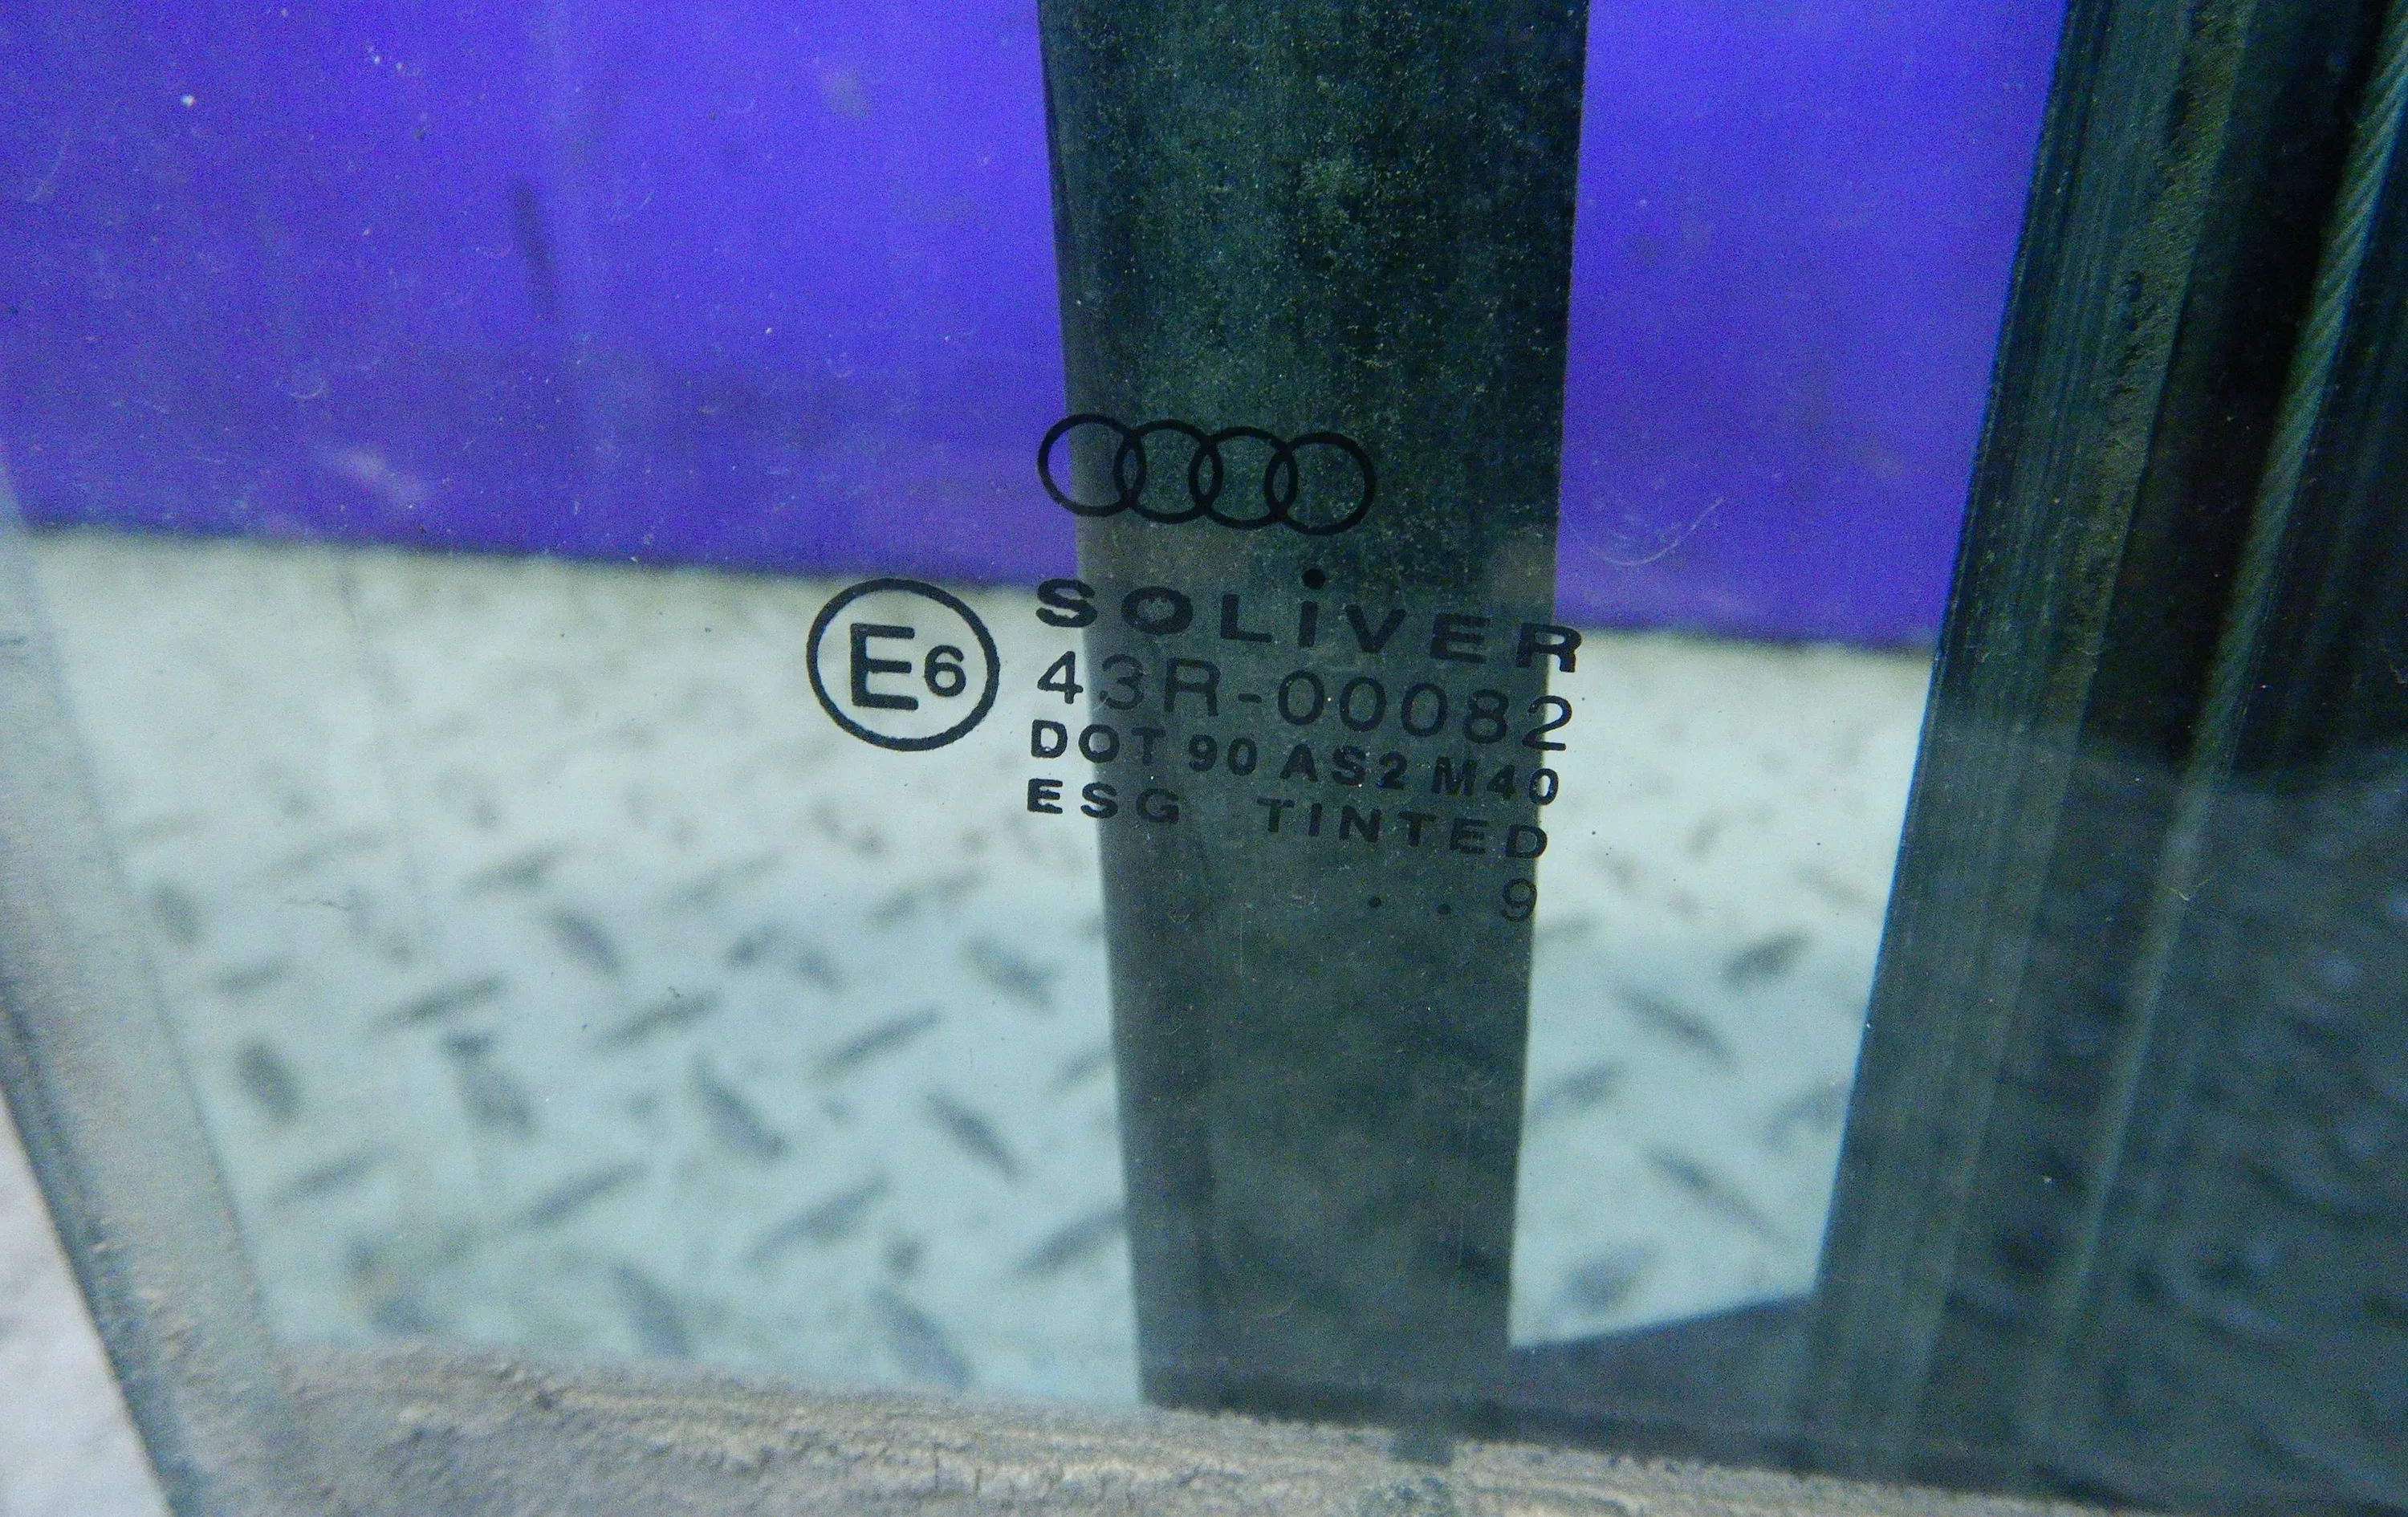 SOLiVER
E6
43R-00082
DOT 90 AS2 M40
ESG TINTED
. . 9